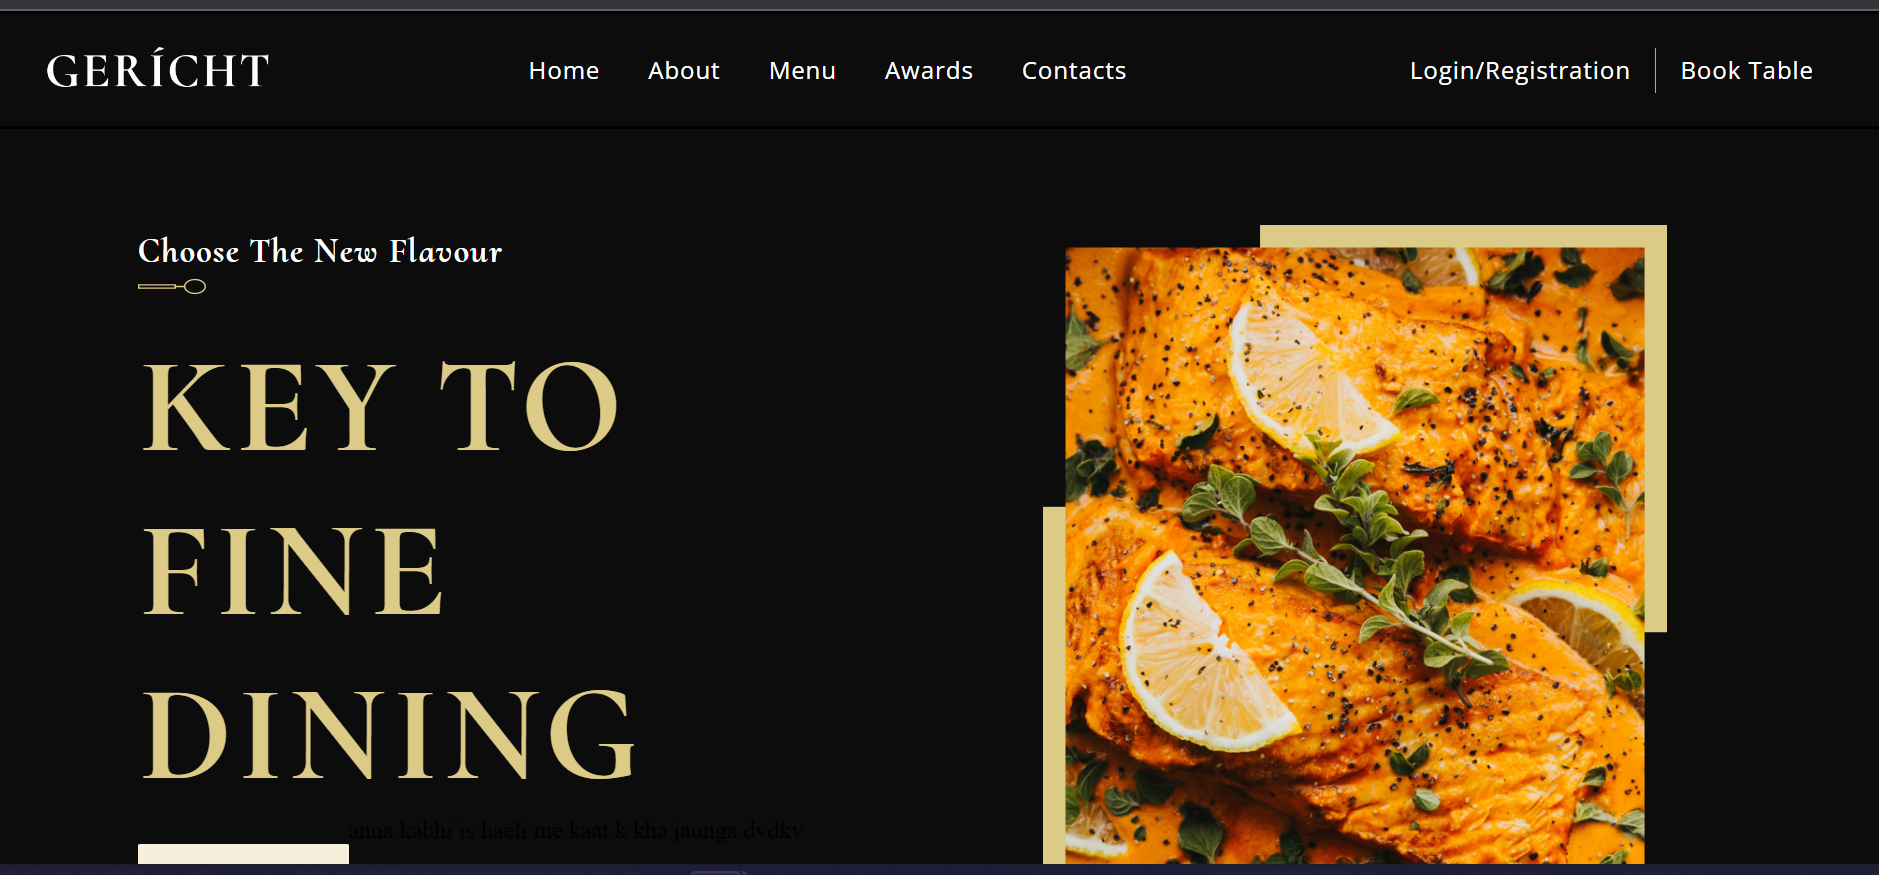 GERÍCHT
Home About Menu Awards Contacts
Login/Registration Book Table
Choose The New Flavour
KEY TO
FINE
DINING
anna kabhi is haeli me kaat k kha jaunga dvdkv